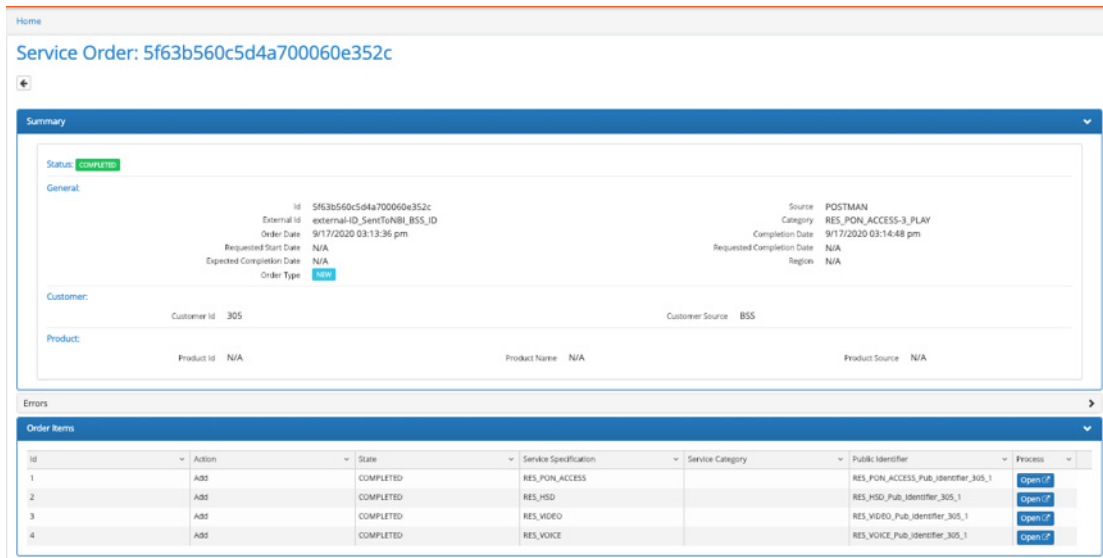 Home
Service Order: 5f63b560c5d4a700060e352c
Summary
Status: COMPLETED
General:
Id 5f63b560c5d4a700060e352c Source POSTMAN
External Id external-ID_SentToNBI_BSS_ID Category RES_PON_ACCESS-3_PLAY
Order Date 9/17/2020 03:13:36 pm Completion Date 9/17/2020 03:14:48 pm
Requested Start Date N/A Requested Completion Date N/A
Expected Completion Date N/A Region N/A
Order Type NEW
Customer:
Customer Id 305 Customer Source BSS
Product:
Product Id N/A Product Name N/A Product Source N/A
Errors
Order Items
Id Action State Service Specification Service Category Public Identifier Process
1 Add COMPLETED RES_PON_ACCESS RES_PON_ACCESS_Pub_Identifier_305_1 Open
2 Add COMPLETED RES_HSD RES_HSD_Pub_Identifier_305_1 Open
3 Add COMPLETED RES_VIDEO RES_VIDEO_Pub_Identifier_305_1 Open
4 Add COMPLETED RES_VOICE RES_VOICE_Pub_Identifier_305_1 Open